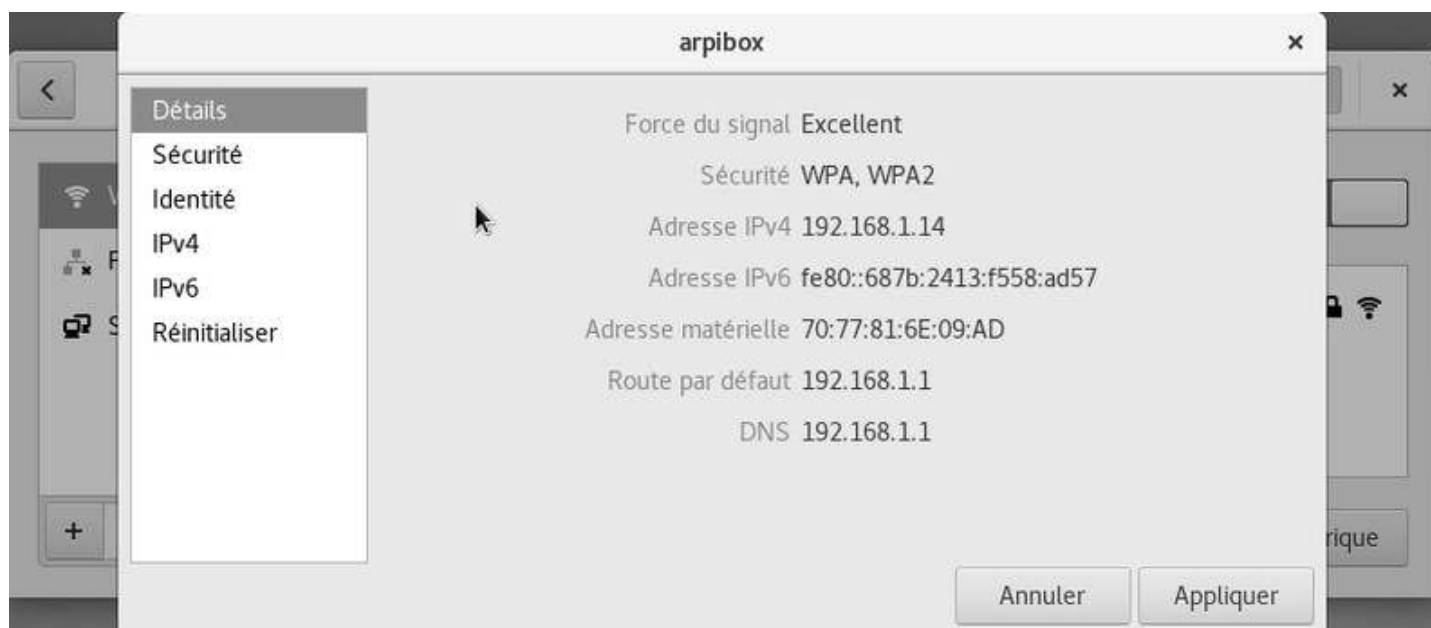 arpibox
Détails
Sécurité
Identité
IPv4
IPv6
Réinitialiser
Force du signal Excellent
Sécurité WPA, WPA2
Adresse IPv4 192.168.1.14
Adresse IPv6 fe80::687b:2413:f558:ad57
Adresse matérielle 70:77:81:6E:09:AD
Route par défaut 192.168.1.1
DNS 192.168.1.1
Annuler
Appliquer